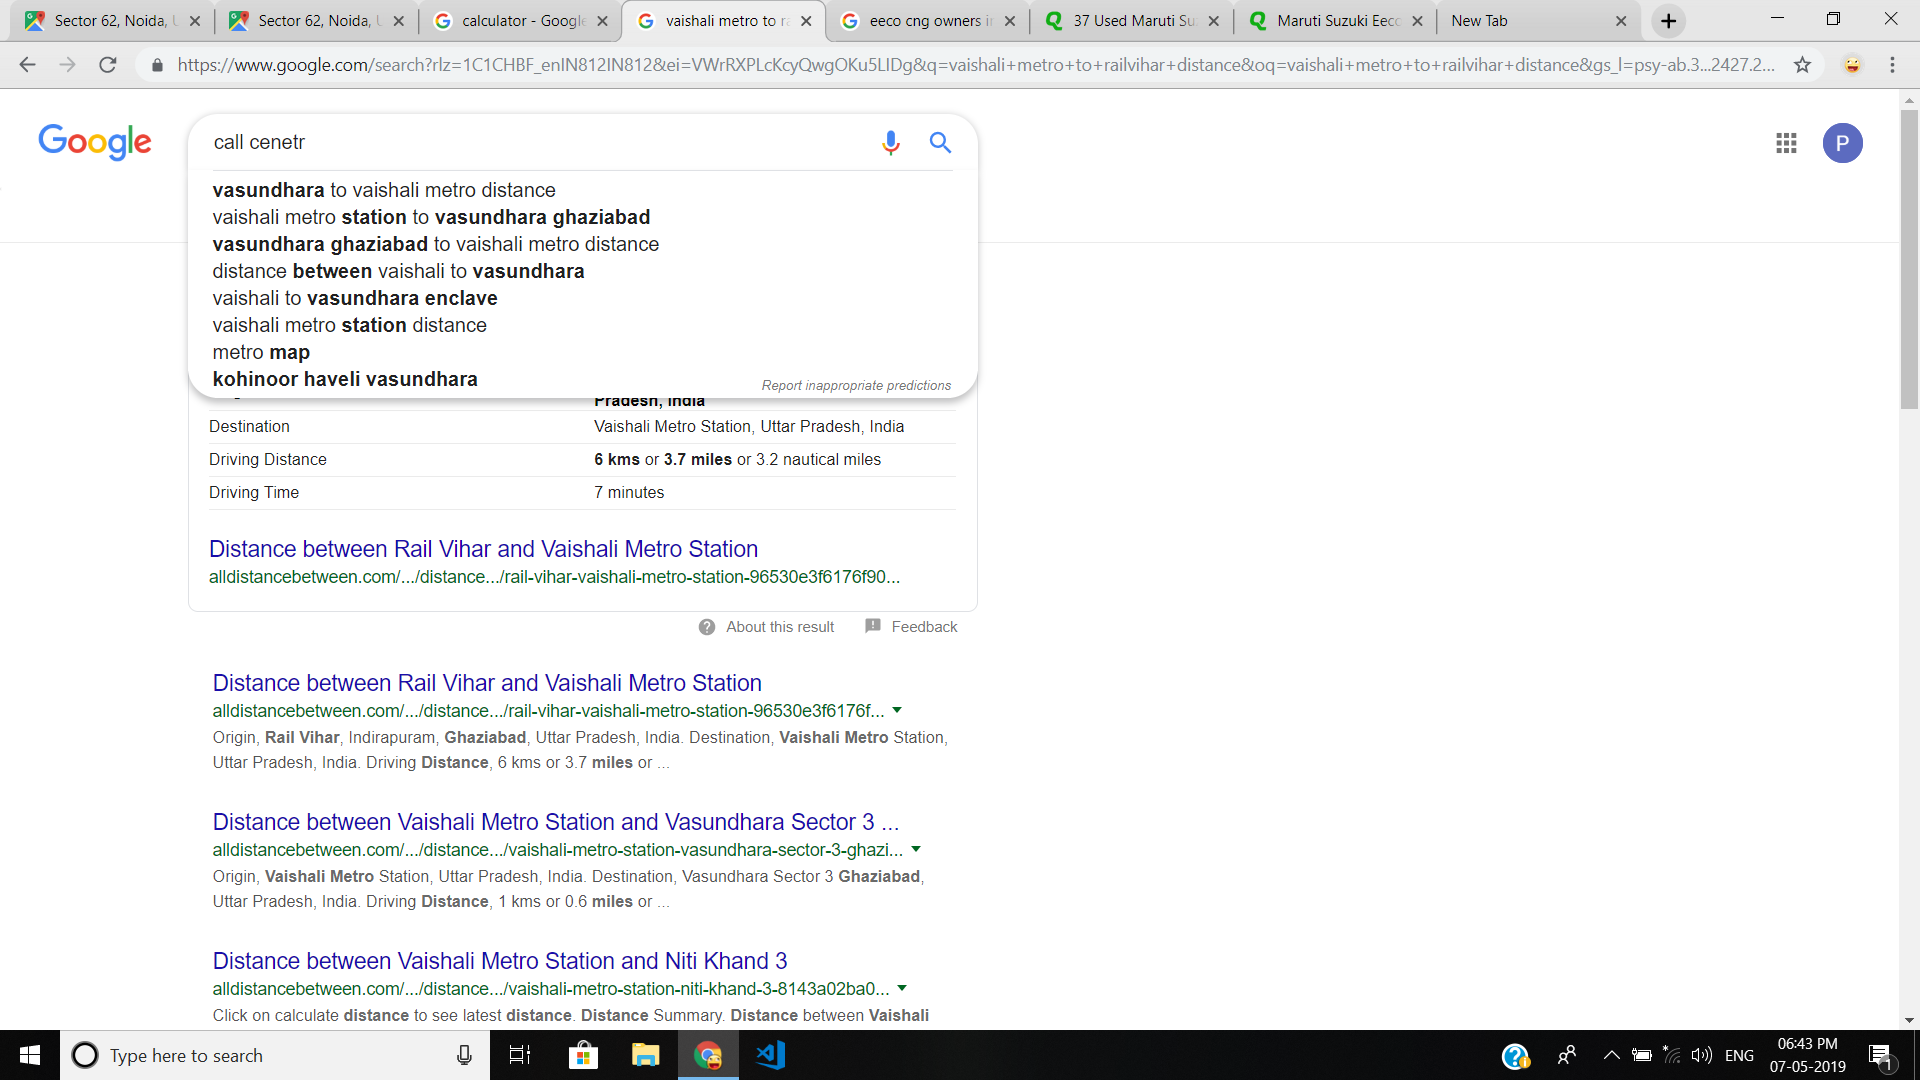 Sector 62, Noida, U
Sector 62, Noida, U
calculator - Google
vaishali metro to ra
eeco cng owners in
37 Used Maruti Su
Maruti Suzuki Eeco
New Tab
https://www.google.com/search?rlz=1C1CHBF_enIN812IN812&ei=VWrRXPLcKcyQwgOKu5LIDg&q=vaishali+metro+to+railvihar+distance&oq=vaishali+metro+to+railvihar+distance&gs_l=psy-ab.3...2427.2...
Google
call cenetr
P
vasundhara to vaishali metro distance
vaishali metro station to vasundhara ghaziabad
vasundhara ghaziabad to vaishali metro distance
distance between vaishali to vasundhara
vaishali to vasundhara enclave
vaishali metro station distance
metro map
kohinoor haveli vasundhara
Report inappropriate predictions
Pradesh, India
Destination Vaishali Metro Station, Uttar Pradesh, India
Driving Distance 6 kms or 3.7 miles or 3.2 nautical miles
Driving Time 7 minutes
Distance between Rail Vihar and Vaishali Metro Station
alldistancebetween.com/.../distance.../rail-vihar-vaishali-metro-station-96530e3f6176f90...
About this result Feedback
Distance between Rail Vihar and Vaishali Metro Station
alldistancebetween.com/.../distance.../rail-vihar-vaishali-metro-station-96530e3f6176f...
Origin, Rail Vihar, Indirapuram, Ghaziabad, Uttar Pradesh, India. Destination, Vaishali Metro Station,
Uttar Pradesh, India. Driving Distance, 6 kms or 3.7 miles or ...
Distance between Vaishali Metro Station and Vasundhara Sector 3 ...
alldistancebetween.com/.../distance.../vaishali-metro-station-vasundhara-sector-3-ghazi...
Origin, Vaishali Metro Station, Uttar Pradesh, India. Destination, Vasundhara Sector 3 Ghaziabad,
Uttar Pradesh, India. Driving Distance, 1 kms or 0.6 miles or ...
Distance between Vaishali Metro Station and Niti Khand 3
alldistancebetween.com/.../distance.../vaishali-metro-station-niti-khand-3-8143a02ba0...
Click on calculate distance to see latest distance. Distance Summary. Distance between Vaishali
Type here to search
ENG
06:43 PM
07-05-2019
1